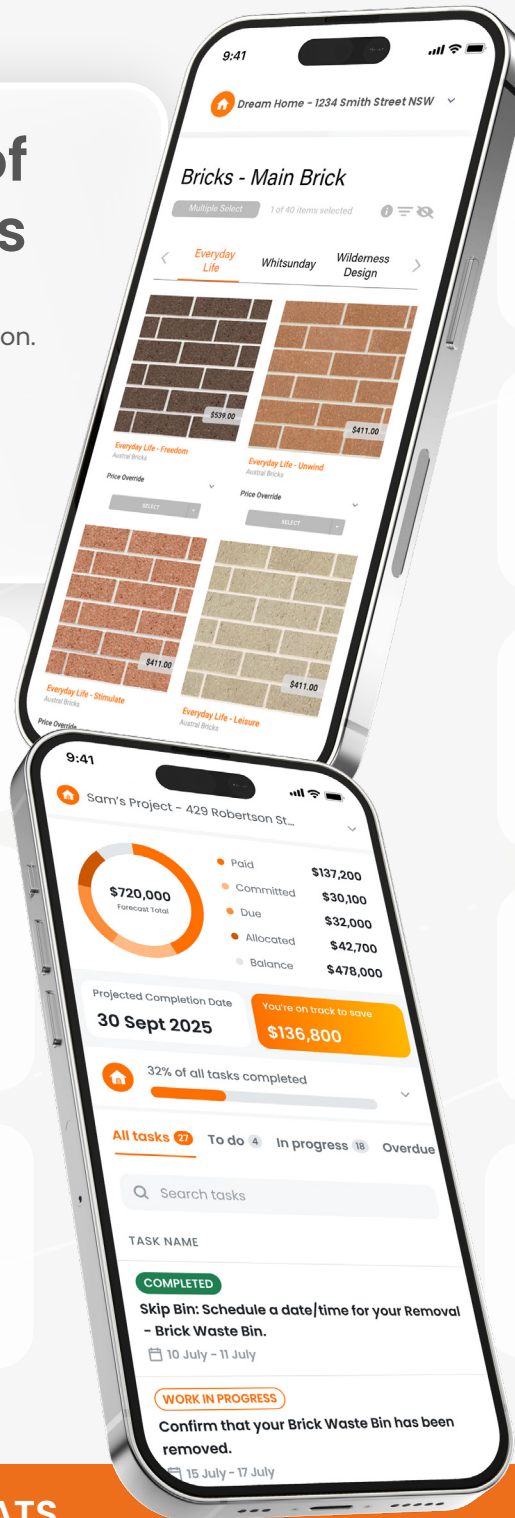 of
s
on.
9:41
Dream Home - 1234 Smith Street NSW
Bricks - Main Brick
Multiple Select
1 of 40 items selected
Everyday
Life
Whitsunday
Wilderness
Design
$539.00
$411.00
Everyday Life - Freedom
Austral Bricks
Everyday Life - Unwind
Austral Bricks
Price Override
Price Override
SELECT
SELECT
$411.00
$411.00
Everyday Life - Stimulate
Austral Bricks
Everyday Life - Leisure
Austral Bricks
Price Override
9:41
Sam's Project - 429 Robertson St...
$720,000
Forecast Total
Paid $137,200
Committed $30,100
Due $32,000
Allocated $42,700
Balance $478,000
Projected Completion Date
30 Sept 2025
You're on track to save
$136,800
32% of all tasks completed
All tasks 27 To do 4 In progress 18 Overdue
Search tasks
TASK NAME
COMPLETED
Skip Bin: Schedule a date/time for your Removal
- Brick Waste Bin.
10 July - 11 July
WORK IN PROGRESS
Confirm that your Brick Waste Bin has been
removed.
15 July - 17 July
ATS